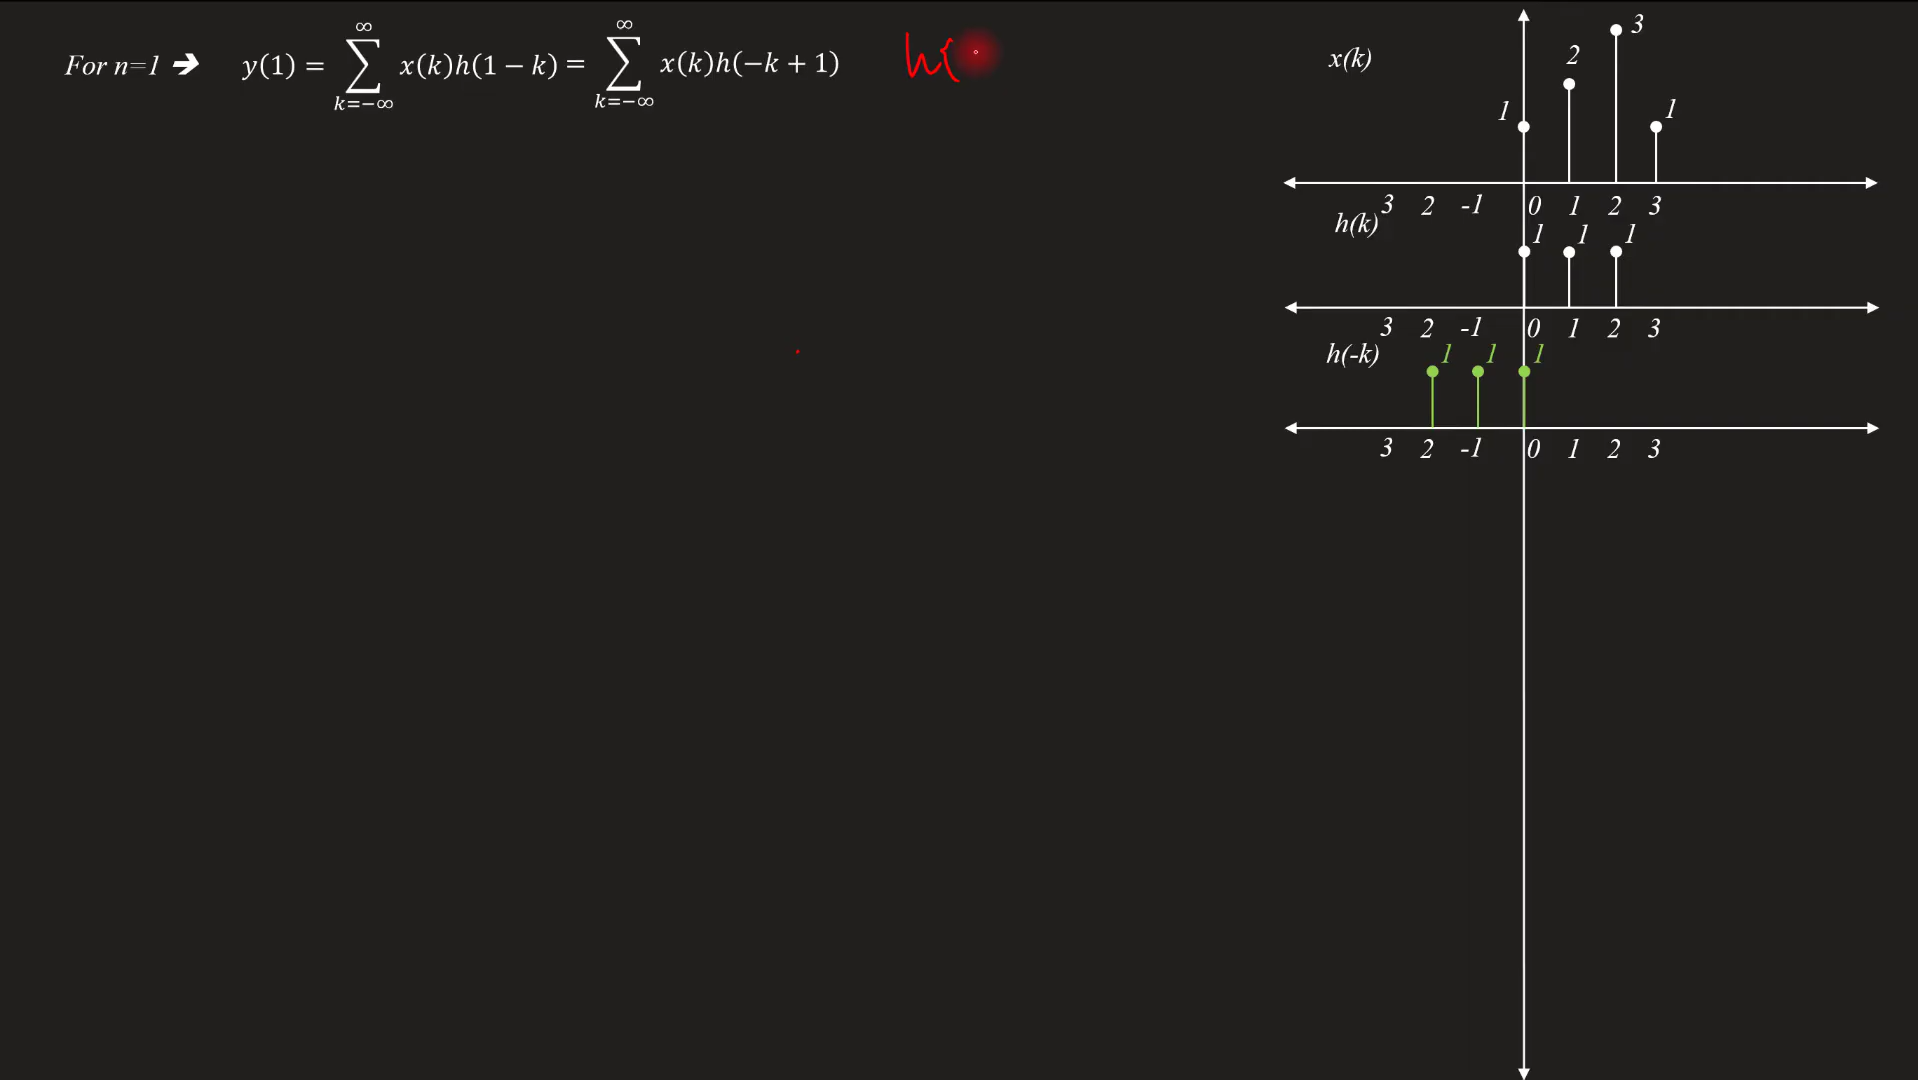 For n=1 ➔ y(1) = ∑_{k=−∞}^{∞} x(k)h(1 − k) = ∑_{k=−∞}^{∞} x(k)h(−k + 1) h{
x(k)
1 2 3 1
3 2 -1 0 1 2 3
h(k)
1 1 1
3 2 -1 0 1 2 3
h(-k)
1 1 1
3 2 -1 0 1 2 3